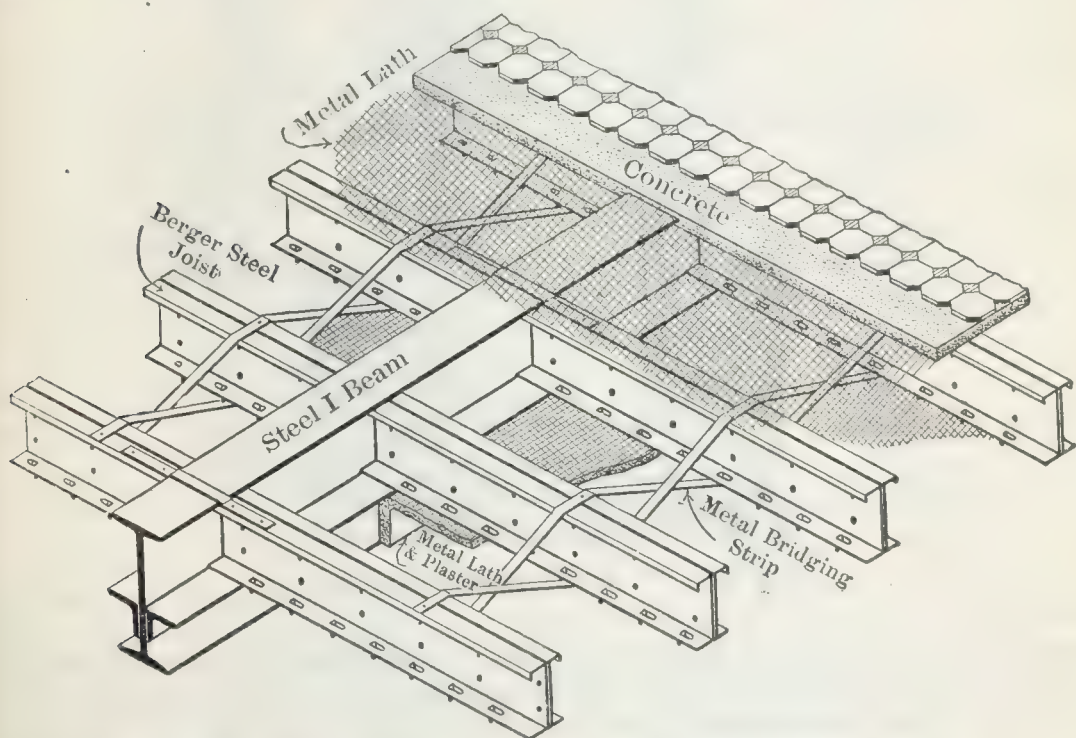 Metal Lath
Concrete
Berger Steel
Joist
Steel I Beam
Metal Lath
& Plaster
Metal Bridging
Strip